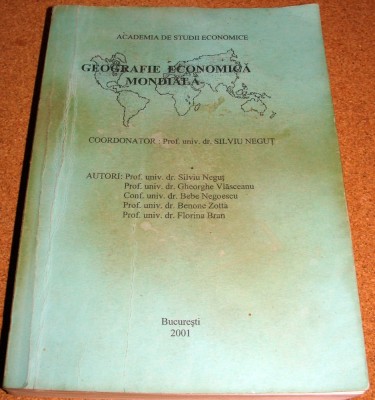 ACADEMIA DE STUDII ECONOMICE
GEOGRAFIE ECONOMICĂ
MONDIALĂ
COORDONATOR : Prof. univ. dr. SILVIU NEGUȚ
AUTORI: Prof. univ. dr. Silviu Neguț
Prof. univ. dr. Gheorghe Vlăsceanu
Conf. univ. dr. Bebe Negoescu
Prof. univ. dr. Benone Zotta
Prof. univ. dr. Florina Bran
București
2001